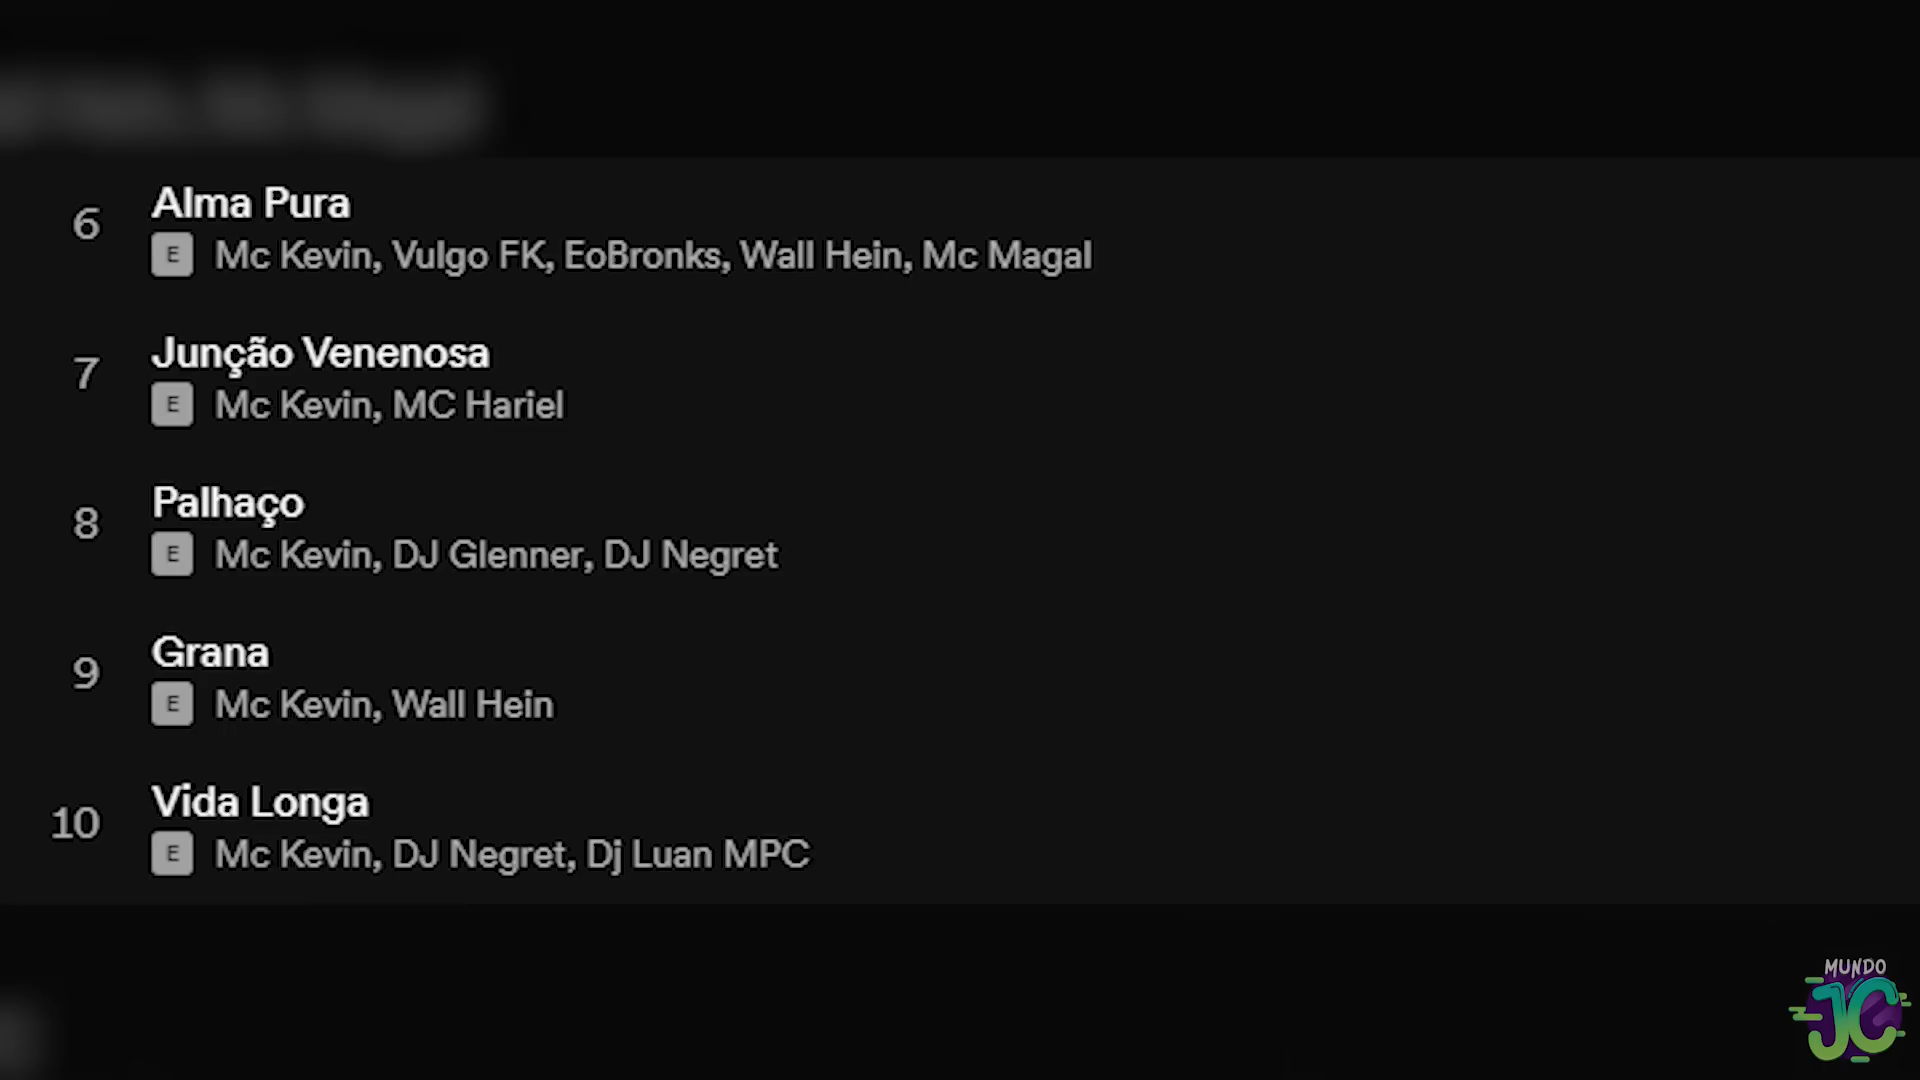 6
Alma Pura
E Mc Kevin, Vulgo FK, EoBronks, Wall Hein, Mc Magal
7
Junção Venenosa
E Mc Kevin, MC Hariel
8
Palhaço
E Mc Kevin, DJ Glenner, DJ Negret
9
Grana
E Mc Kevin, Wall Hein
10
Vida Longa
E Mc Kevin, DJ Negret, Dj Luan MPC
MUNDO
JC